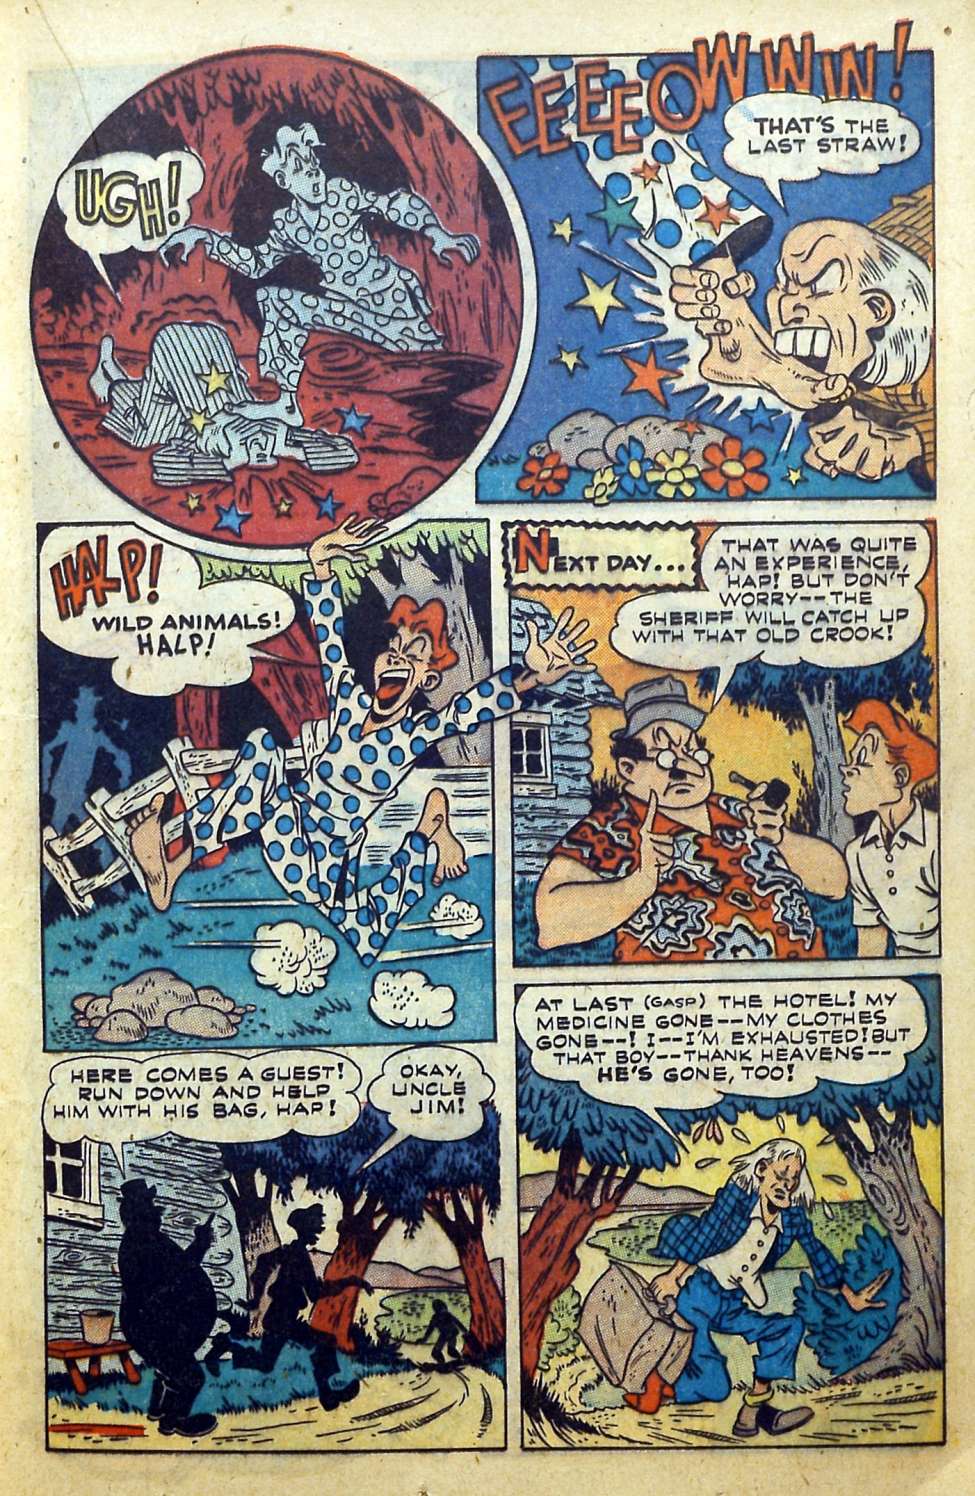 UGH!
EEEEOWWIW!
THAT'S THE
LAST STRAW!
HALP!
WILD ANIMALS!
HALP!
NEXT DAY...
THAT WAS QUITE
AN EXPERIENCE,
HAP! BUT DON'T
WORRY--THE
SHERIFF WILL CATCH UP
WITH THAT OLD CROOK!
HERE COMES A GUEST!
RUN DOWN AND HELP
HIM WITH HIS BAG, HAP!
OKAY,
UNCLE
JIM!
AT LAST (GASP) THE HOTEL! MY
MEDICINE GONE--MY CLOTHES
GONE--! I--I'M EXHAUSTED! BUT
THAT BOY--THANK HEAVENS--
HE'S GONE, TOO!